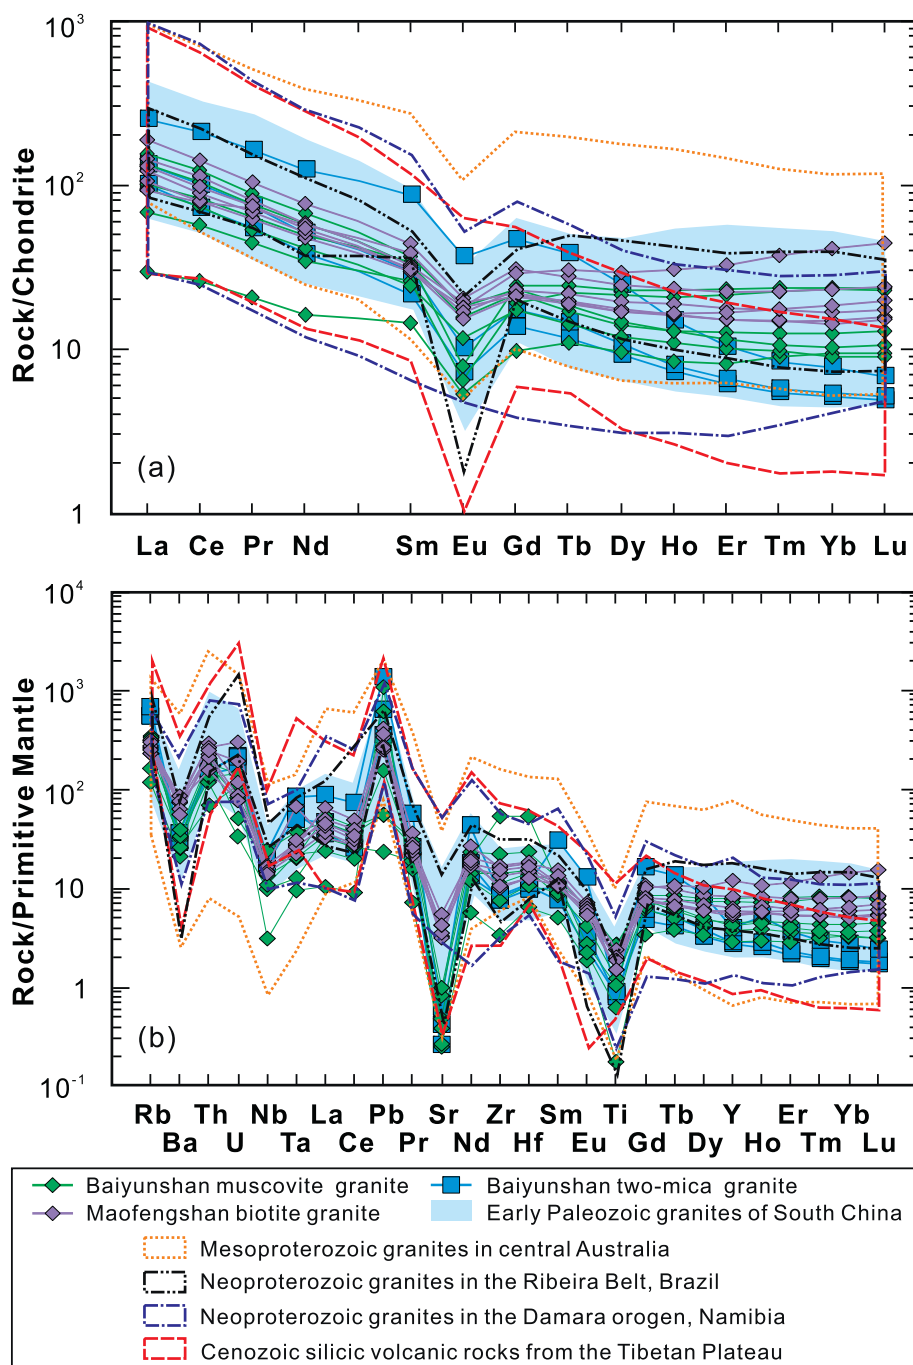 10³
10²
10
1
Rock/Chondrite
(a)
La Ce Pr Nd Sm Eu Gd Tb Dy Ho Er Tm Yb Lu
10⁴
10³
10²
10
1
10⁻¹
Rock/Primitive Mantle
(b)
Rb Th Nb La Pb Sr Zr Sm Ti Tb Y Er Yb
Ba U Ta Ce Pr Nd Hf Eu Gd Dy Ho Tm Lu
Baiyunshan muscovite granite
Baiyunshan two-mica granite
Maofengshan biotite granite
Early Paleozoic granites of South China
Mesoproterozoic granites in central Australia
Neoproterozoic granites in the Ribeira Belt, Brazil
Neoproterozoic granites in the Damara orogen, Namibia
Cenozoic silicic volcanic rocks from the Tibetan Plateau